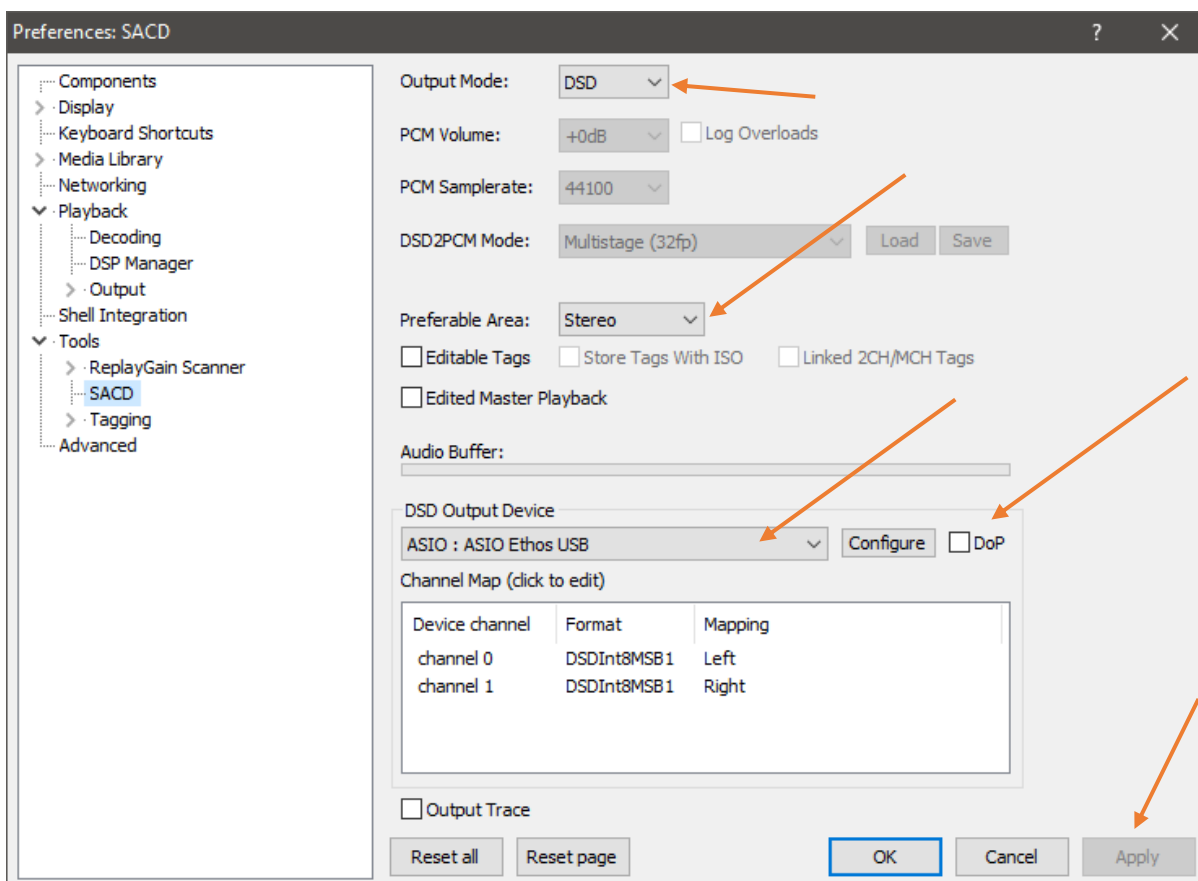 Preferences: SACD ?
Components
Display
Keyboard Shortcuts
Media Library
Networking
Playback
Decoding
DSP Manager
Output
Shell Integration
Tools
ReplayGain Scanner
SACD
Tagging
Advanced
Output Mode: DSD
PCM Volume: +0dB Log Overloads
PCM Samplerate: 44100
DSD2PCM Mode: Multistage (32fp) Load Save
Preferable Area: Stereo
Editable Tags Store Tags With ISO Linked 2CH/MCH Tags
Edited Master Playback
Audio Buffer:
DSD Output Device
ASIO : ASIO Ethos USB Configure DoP
Channel Map (click to edit)
Device channel Format Mapping
channel 0 DSDInt8MSB1 Left
channel 1 DSDInt8MSB1 Right
Output Trace
Reset all Reset page OK Cancel Apply